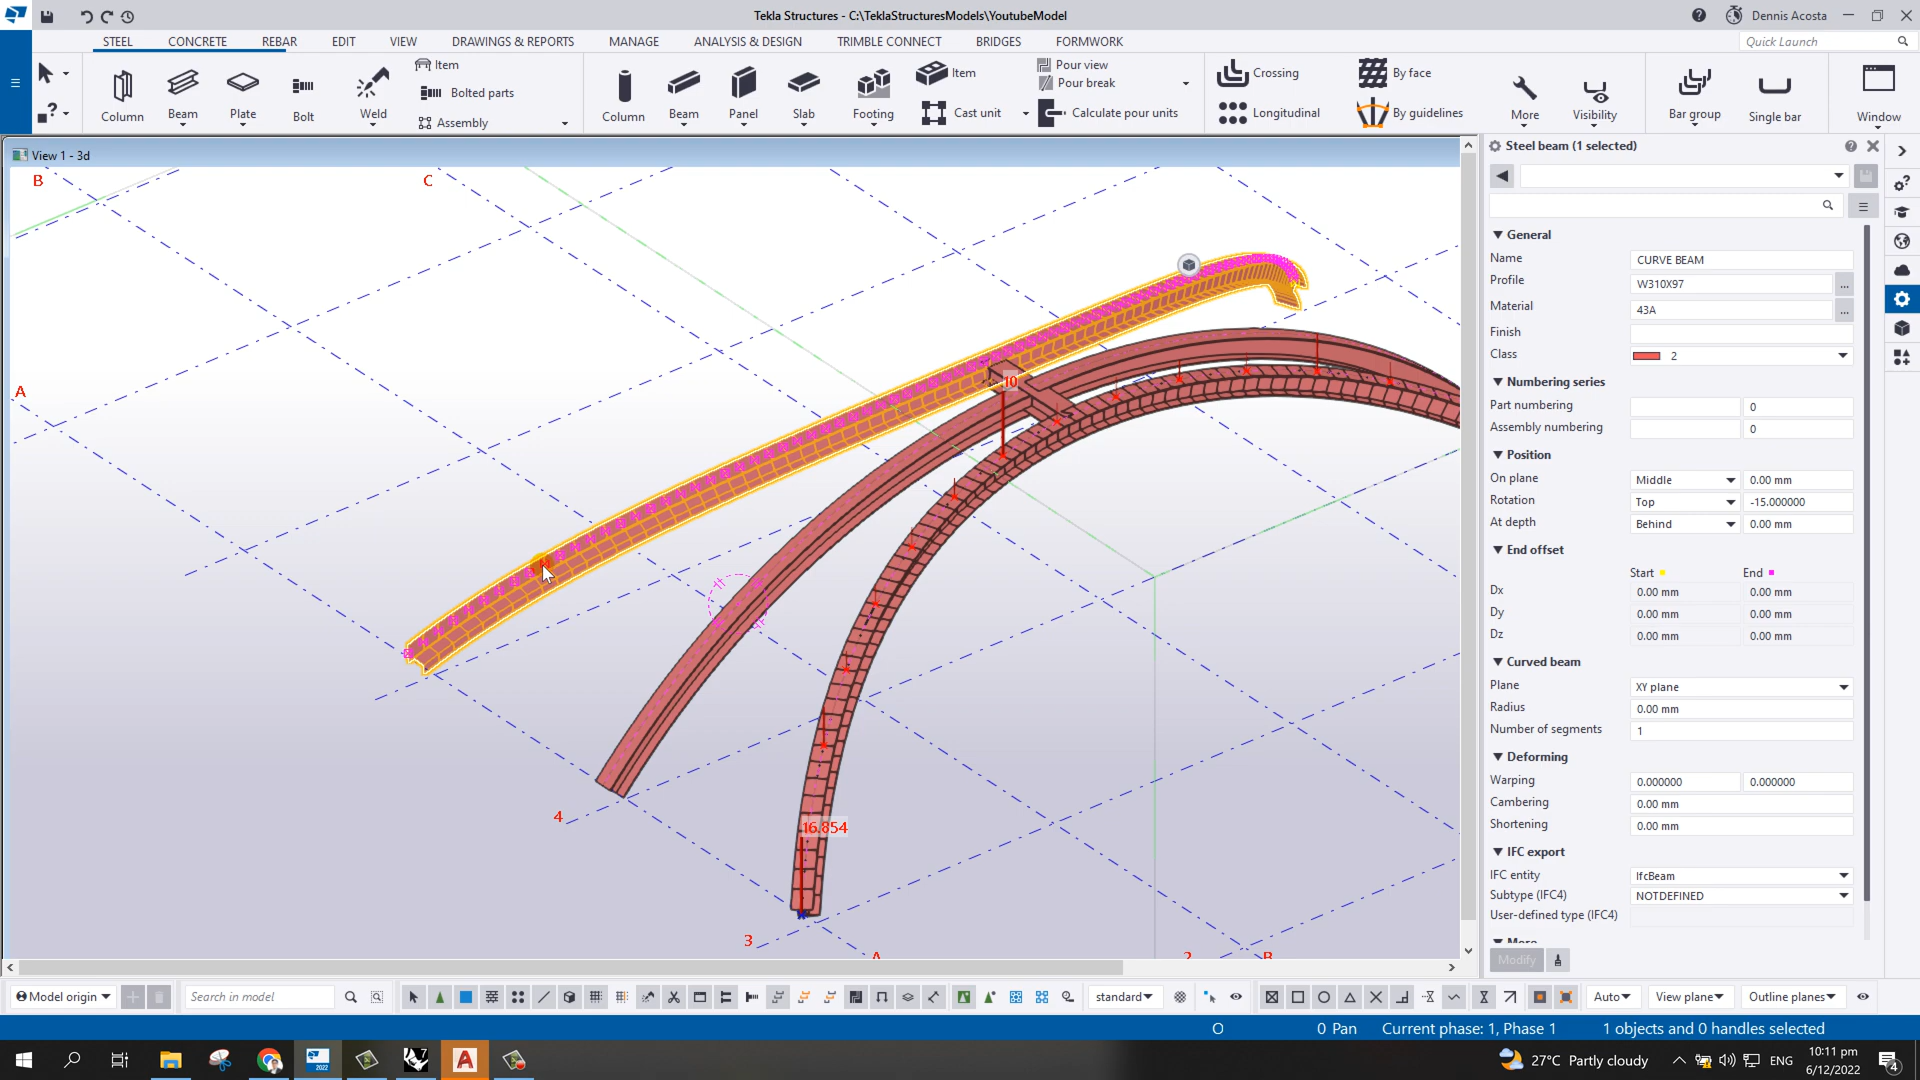 Tekla Structures - C:\TeklaStructuresModels\YoutubeModel
Dennis Acosta
STEEL CONCRETE REBAR EDIT VIEW DRAWINGS & REPORTS MANAGE ANALYSIS & DESIGN TRIMBLE CONNECT BRIDGES FORMWORK
Quick Launch
Column Beam Plate Bolt Weld
Item
Bolted parts
Assembly
Column Beam Panel Slab Footing
Item
Cast unit
Pour view
Pour break
Calculate pour units
Crossing
Longitudinal
By face
By guidelines
More Visibility Bar group Single bar Window
View 1 - 3d
B
C
A
10
4
16.854
3
A
2
B
Steel beam (1 selected)
General
Name CURVE BEAM
Profile W310X97 ...
Material 43A ...
Finish
Class 2
Numbering series
Part numbering 0
Assembly numbering 0
Position
On plane Middle 0.00 mm
Rotation Top -15.000000
At depth Behind 0.00 mm
End offset
Start End
Dx 0.00 mm 0.00 mm
Dy 0.00 mm 0.00 mm
Dz 0.00 mm 0.00 mm
Curved beam
Plane XY plane
Radius 0.00 mm
Number of segments 1
Deforming
Warping 0.000000 0.000000
Cambering 0.00 mm
Shortening 0.00 mm
IFC export
IFC entity IfcBeam
Subtype (IFC4) NOTDEFINED
User-defined type (IFC4)
More
Modify
Model origin
Search in model
standard
Auto
View plane
Outline planes
O 0 Pan Current phase: 1, Phase 1 1 objects and 0 handles selected
2022
7
A
27°C Partly cloudy
ENG
10:11 pm
6/12/2022
4